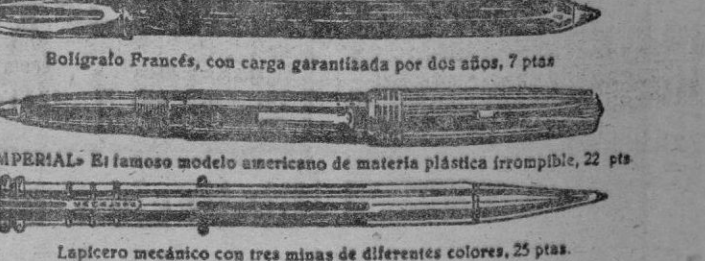 Bolígrafo Francés, con carga garantizada por dos años, 7 ptas
MPERIAL» El famoso modelo americano de materia plástica irrompible, 22 pts
Lapicero mecánico con tres minas de diferentes colores, 25 ptas.